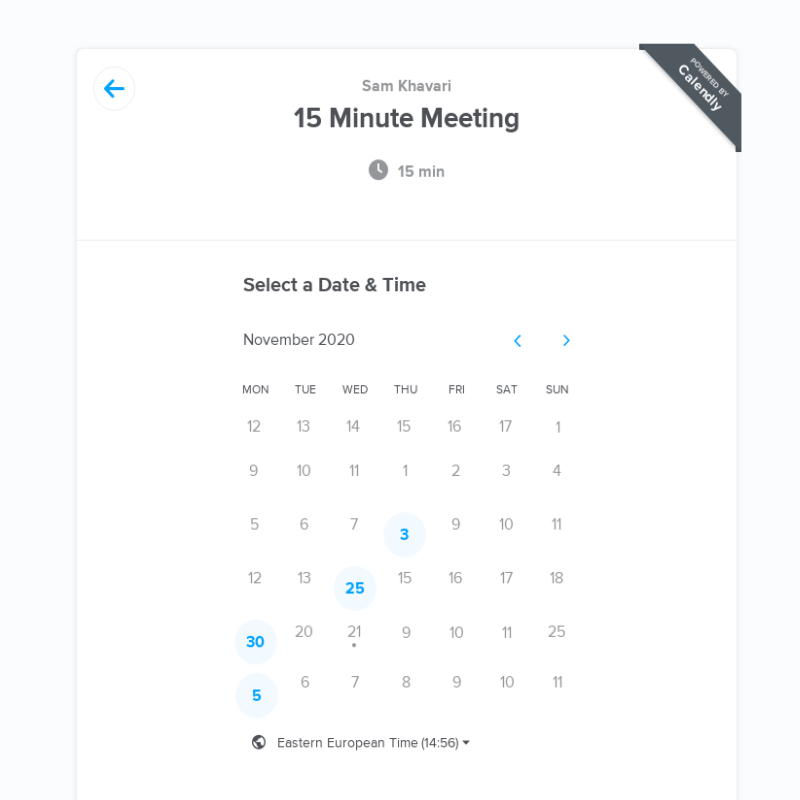 POWERED BY
Calendly
Sam Khavari
15 Minute Meeting
15 min
Select a Date & Time
November 2020
MON TUE WED THU FRI SAT SUN
12 13 14 15 16 17 1
9 10 11 1 2 3 4
5 6 7 3 9 10 11
12 13 25 15 16 17 18
30 20 21 9 10 11 25
5 6 7 8 9 10 11
Eastern European Time (14:56)